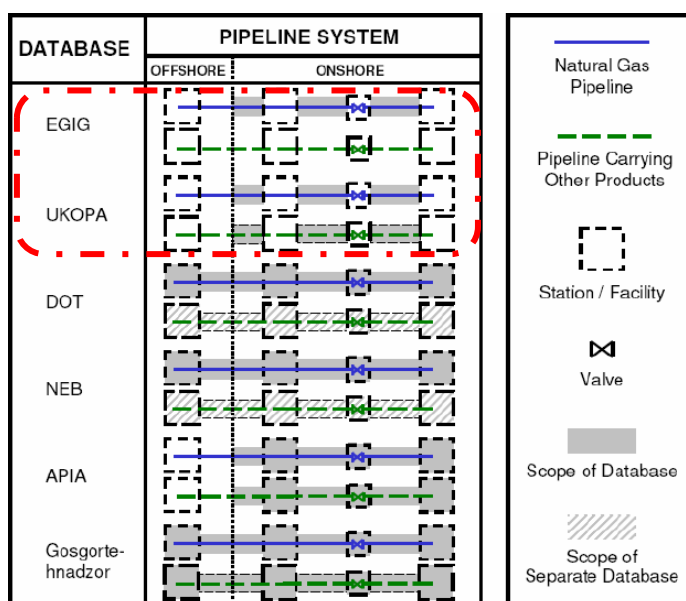 DATABASE
PIPELINE SYSTEM
OFFSHORE
ONSHORE
EGIG
UKOPA
DOT
NEB
APIA
Gosgorte-
hnadzor
Natural Gas
Pipeline
Pipeline Carrying
Other Products
Station / Facility
Valve
Scope of Database
Scope of
Separate Database